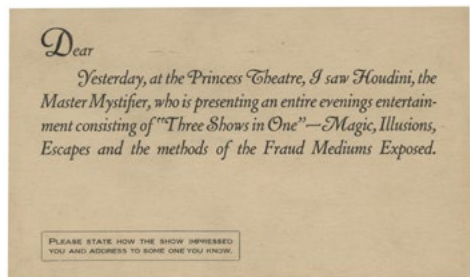 Dear
Yesterday, at the Princess Theatre, I saw Houdini, the
Master Mystifier, who is presenting an entire evenings entertain-
ment consisting of "Three Shows in One"—Magic, Illusions,
Escapes and the methods of the Fraud Mediums Exposed.
PLEASE STATE HOW THE SHOW IMPRESSED
YOU AND ADDRESS TO SOME ONE YOU KNOW.